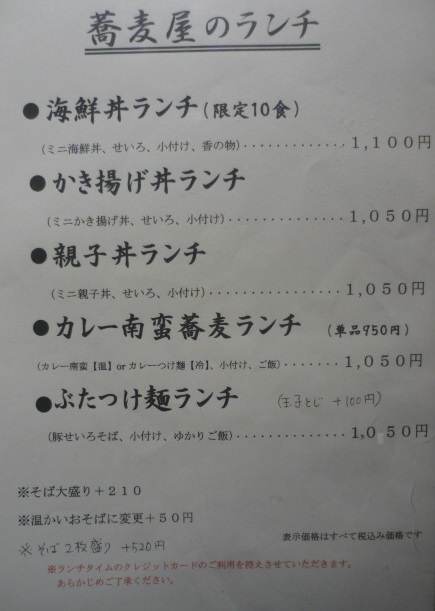 蕎麦屋のランチ
●海鮮丼ランチ(限定10食)
(ミニ海鮮丼、せいろ、小付け、香の物)・・・・・・・・・・・・・1,100円
●かき揚げ丼ランチ
(ミニかき揚げ丼、せいろ、小付け)・・・・・・・・・・・・・・・1,050円
●親子丼ランチ
(ミニ親子丼、せいろ、小付け)・・・・・・・・・・・・・・・・・1,050円
●カレー南蛮蕎麦ランチ (単品950円)
(カレー南蛮【温】orカレーつけ麺【冷】、小付け、ご飯)・・・・・・1,050円
●ぶたつけ麺ランチ (玉子とじ +100円)
(豚せいろそば、小付け、ゆかりご飯)・・・・・・・・・・・・・・1,050円
※そば大盛り+210
※温かいおそばに変更+50円
※そば2枚盛り +520円
表示価格はすべて税込み価格です
※ランチタイムのクレジットカードのご利用を控えさせていただきます。
あらかじめご了承ください。